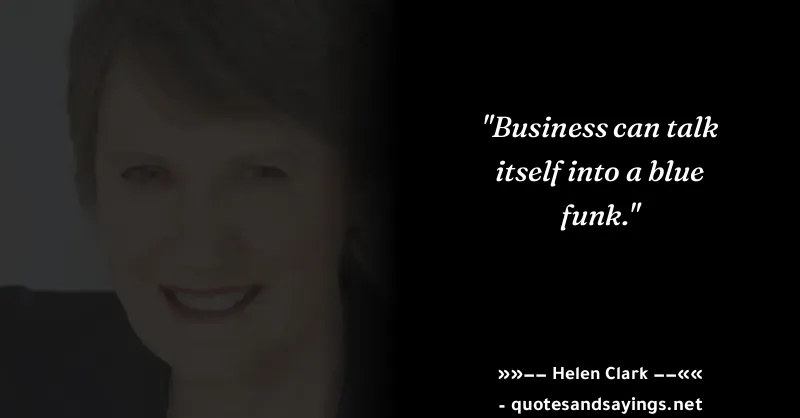 "Business can talk
itself into a blue
funk."
»»−− Helen Clark −−««
- quotesandsayings.net